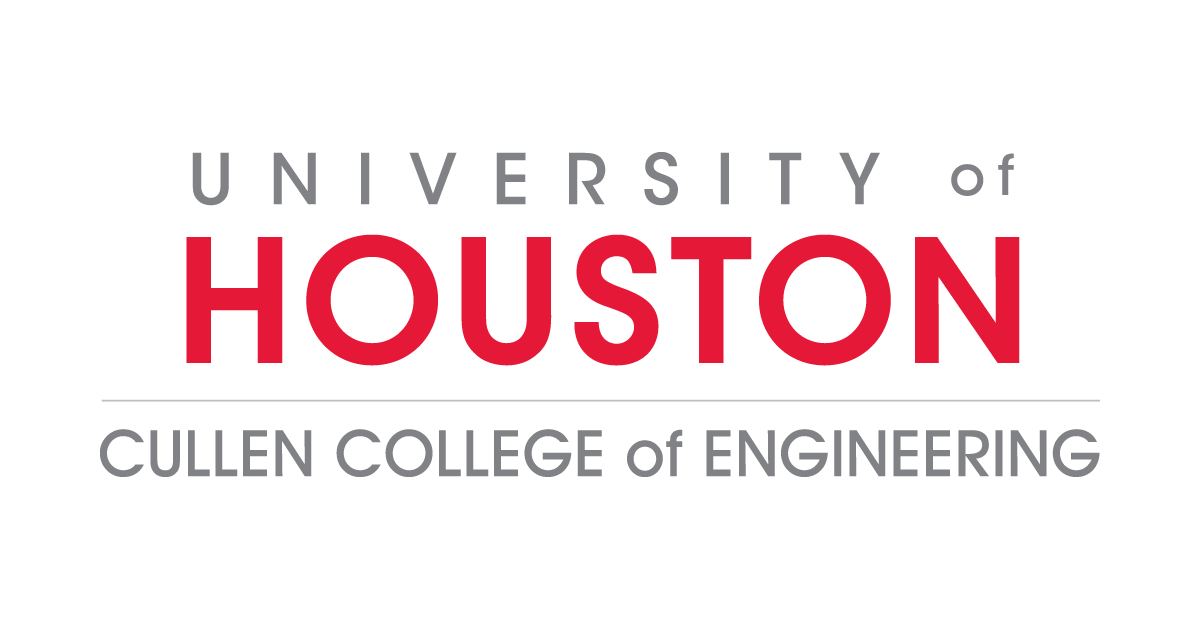 UNIVERSITY of
HOUSTON
CULLEN COLLEGE of ENGINEERING